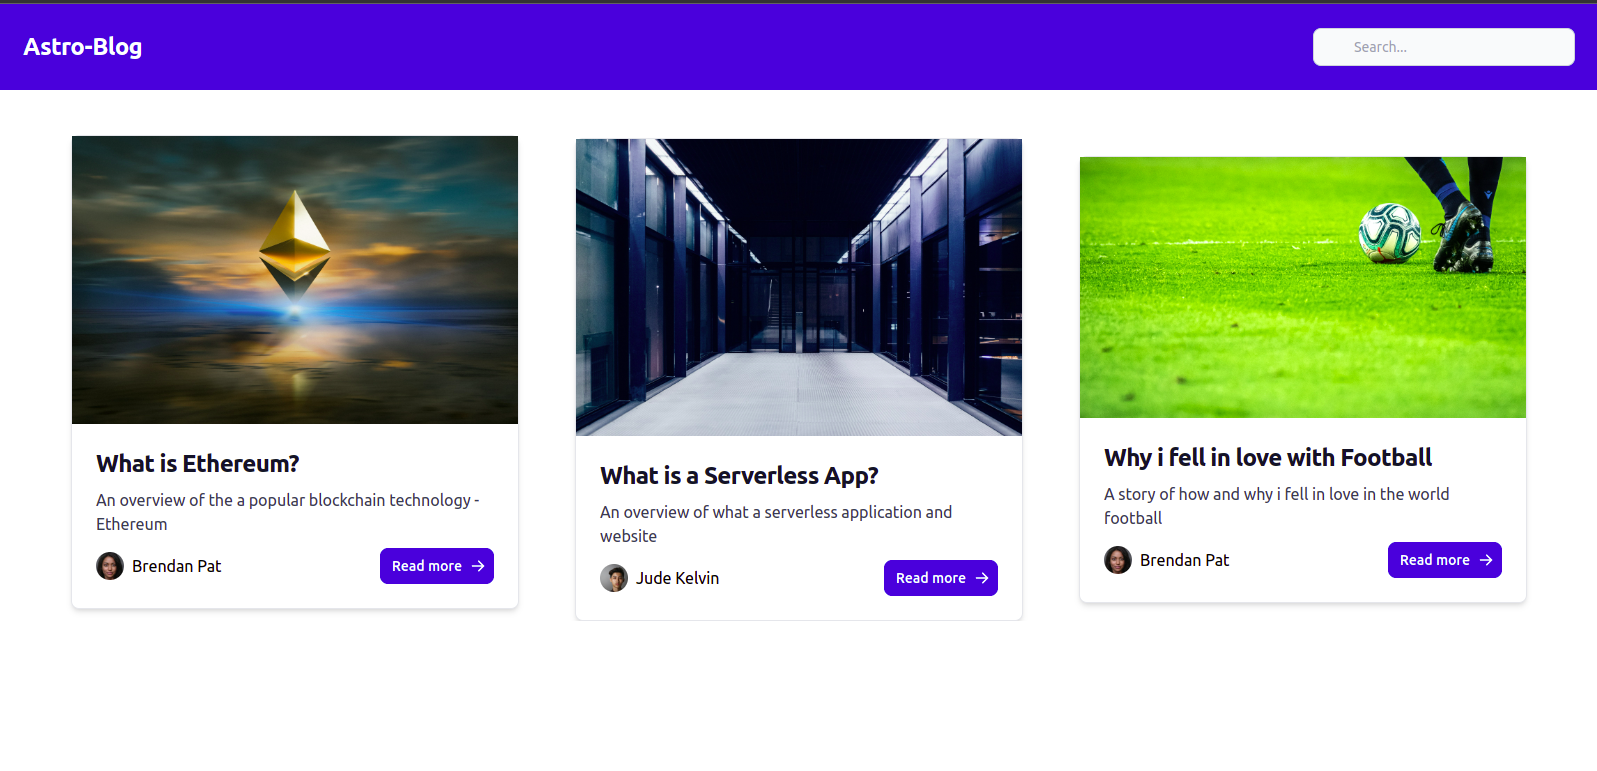 Astro-Blog
Search...
What is Ethereum?
An overview of the a popular blockchain technology -
Ethereum
Brendan Pat
Read more
What is a Serverless App?
An overview of what a serverless application and
website
Jude Kelvin
Read more
Why i fell in love with Football
A story of how and why i fell in love in the world
football
Brendan Pat
Read more